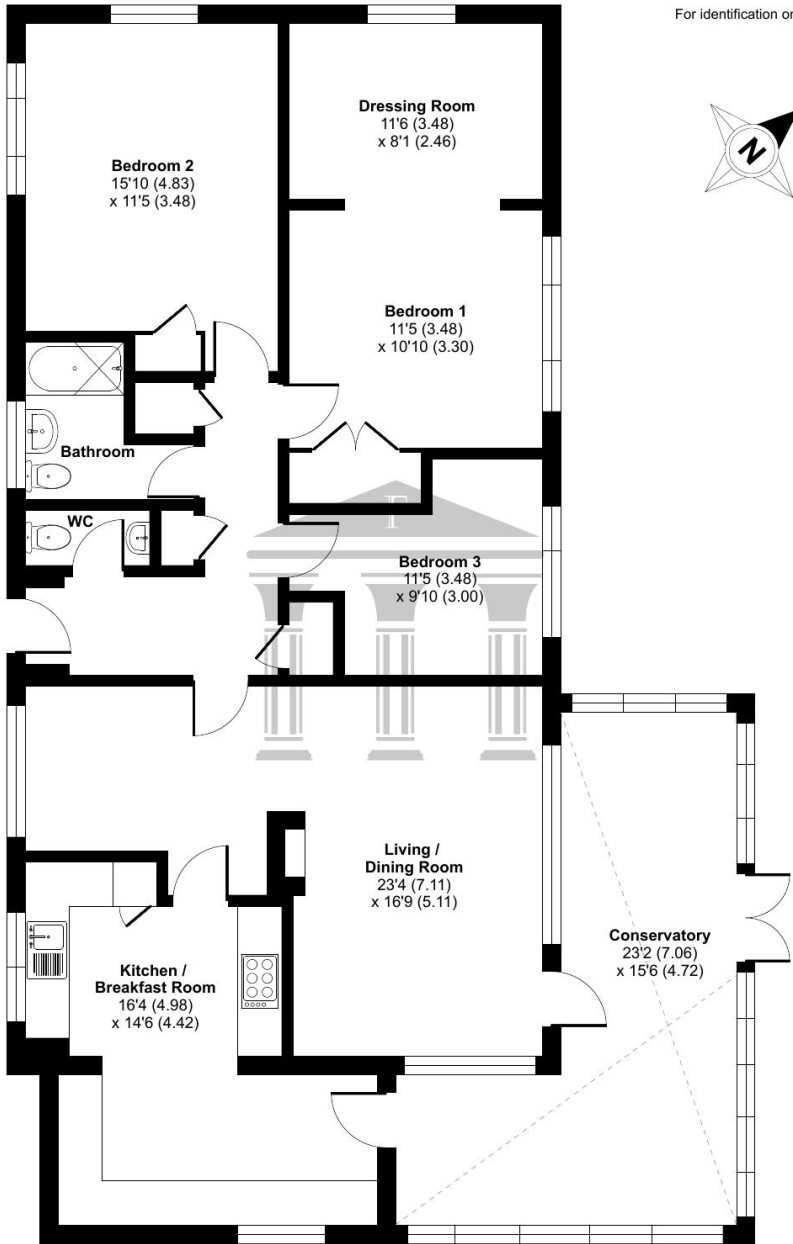 For identification o
Dressing Room
11'6 (3.48)
x 8'1 (2.46)
N
Bedroom 2
15'10 (4.83)
x 11'5 (3.48)
Bedroom 1
11'5 (3.48)
x 10'10 (3.30)
Bathroom
WC
F
Bedroom 3
11'5 (3.48)
x 9'10 (3.00)
Living /
Dining Room
23'4 (7.11)
x 16'9 (5.11)
Conservatory
23'2 (7.06)
x 15'6 (4.72)
Kitchen /
Breakfast Room
16'4 (4.98)
x 14'6 (4.42)